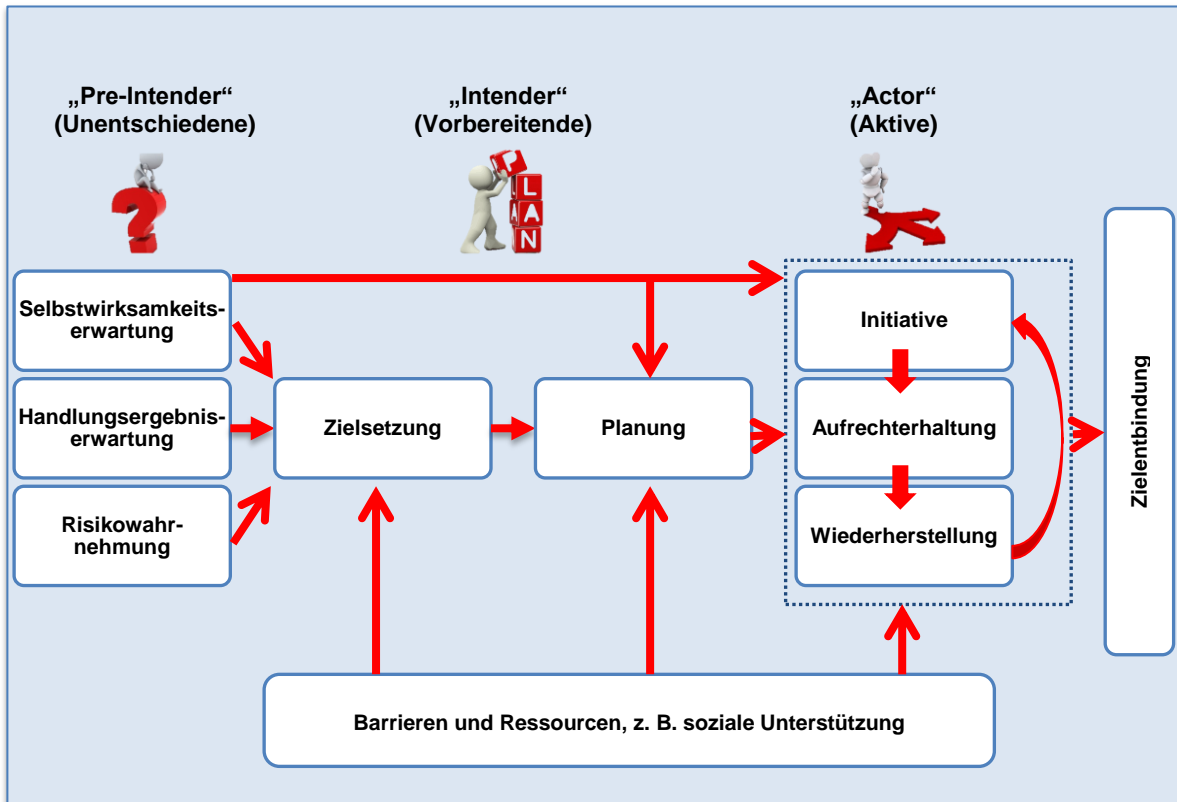 „Pre-Intender“
(Unentschiedene)
„Intender“
(Vorbereitende)
„Actor“
(Aktive)
P
L
A
A
N
Selbstwirksamkeits-
erwartung
Handlungsergebnis-
erwartung
Risikowahr-
nehmung
Zielsetzung
Planung
Initiative
Aufrechterhaltung
Wiederherstellung
Zielentbindung
Barrieren und Ressourcen, z. B. soziale Unterstützung